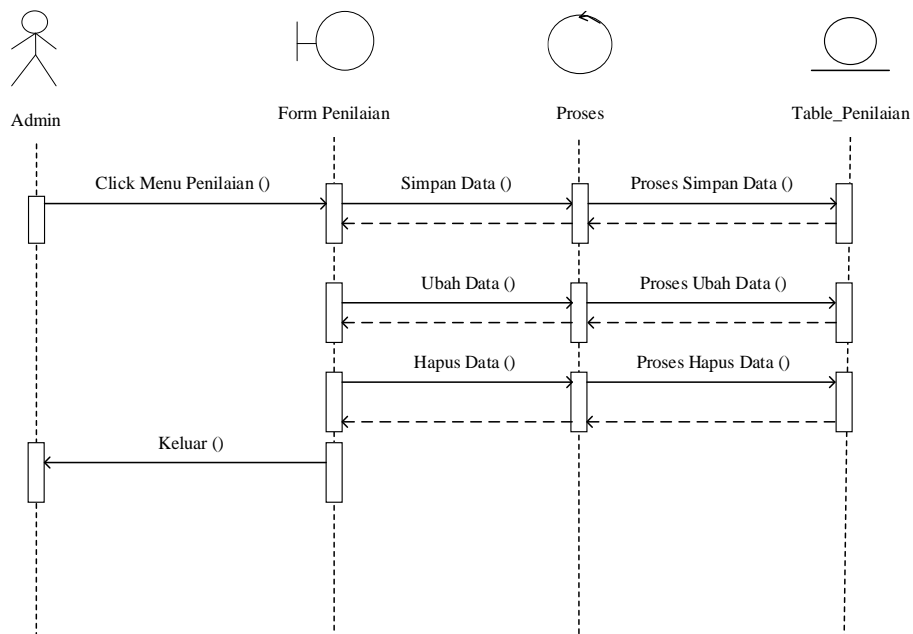 Admin
Form Penilaian
Proses
Table_Penilaian
Click Menu Penilaian ()
Simpan Data ()
Proses Simpan Data ()
Ubah Data ()
Proses Ubah Data ()
Hapus Data ()
Proses Hapus Data ()
Keluar ()